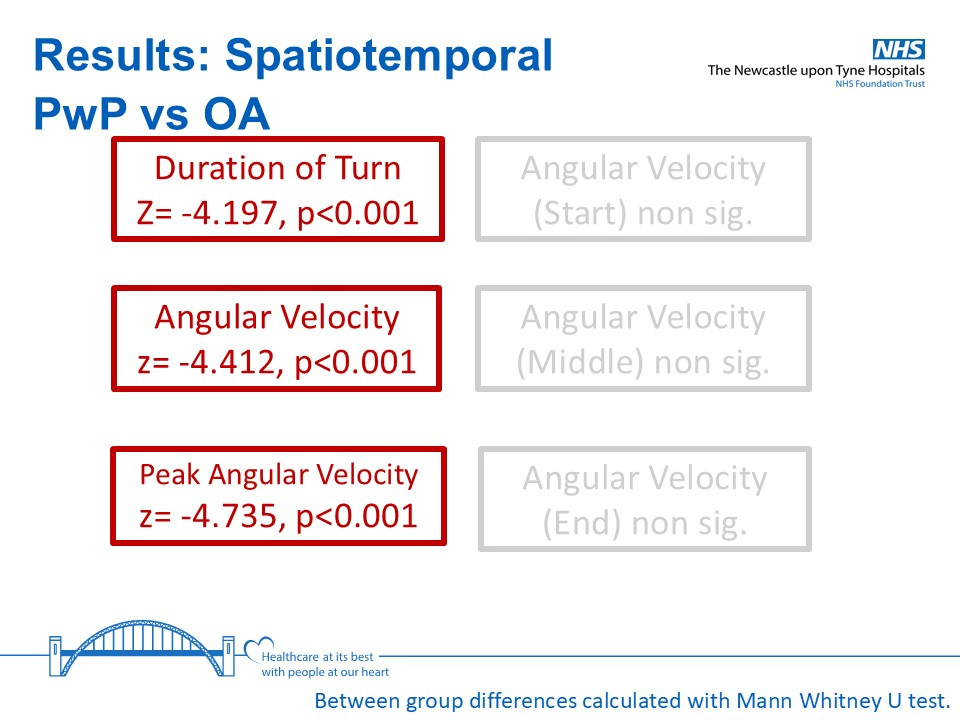 Results: Spatiotemporal
PwP vs OA
NHS
The Newcastle upon Tyne Hospitals
NHS Foundation Trust
Duration of Turn
Z= -4.197, p<0.001
Angular Velocity
(Start) non sig.
Angular Velocity
z= -4.412, p<0.001
Angular Velocity
(Middle) non sig.
Peak Angular Velocity
z= -4.735, p<0.001
Angular Velocity
(End) non sig.
Healthcare at its best
with people at our heart
Between group differences calculated with Mann Whitney U test.